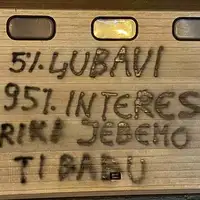 5% LJUBAVI
95% INTERES
RIKI JEBEMO
TI BABU